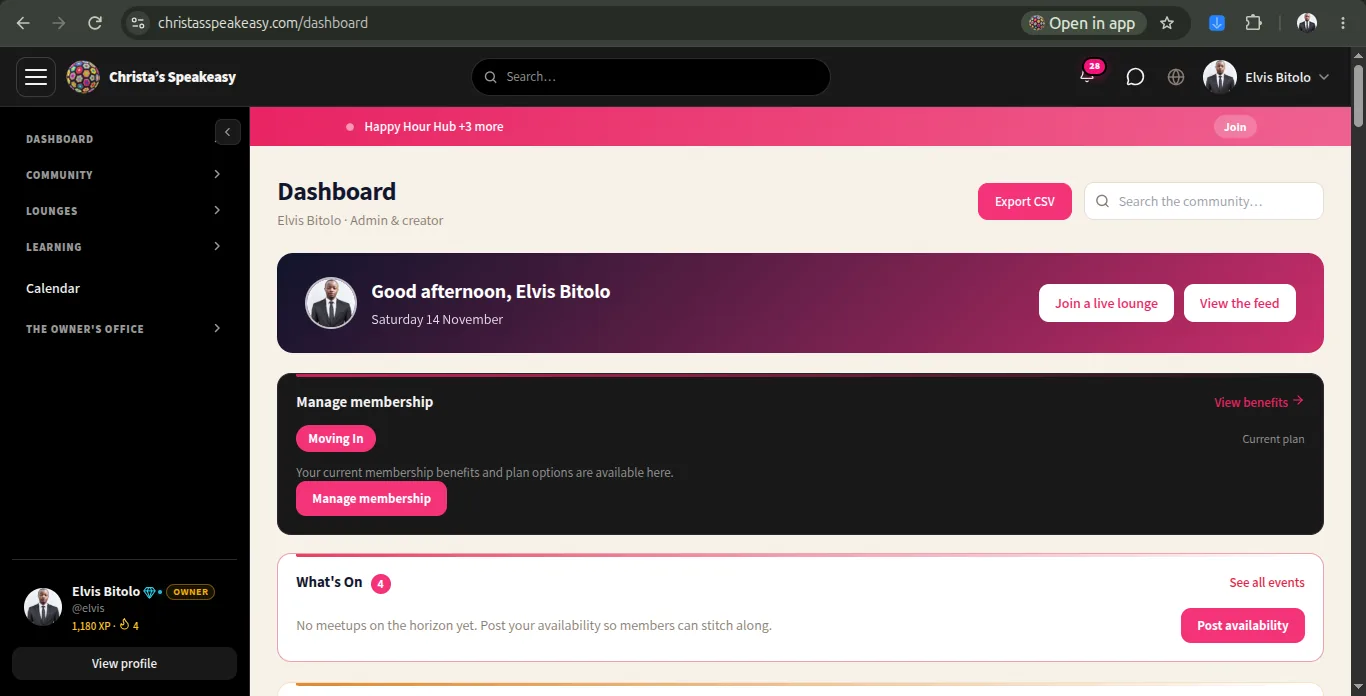 christasspeakeasy.com/dashboard
Open in app
Christa's Speakeasy
Search…
28
Elvis Bitolo
DASHBOARD
COMMUNITY
LOUNGES
LEARNING
Calendar
THE OWNER'S OFFICE
Elvis Bitolo
OWNER
@elvis
1,180 XP · 4
View profile
Happy Hour Hub +3 more
Join
Dashboard
Elvis Bitolo · Admin & creator
Export CSV
Search the community…
Good afternoon, Elvis Bitolo
Saturday 14 November
Join a live lounge
View the feed
Manage membership
View benefits
Moving In
Current plan
Your current membership benefits and plan options are available here.
Manage membership
What's On 4
See all events
No meetups on the horizon yet. Post your availability so members can stitch along.
Post availability